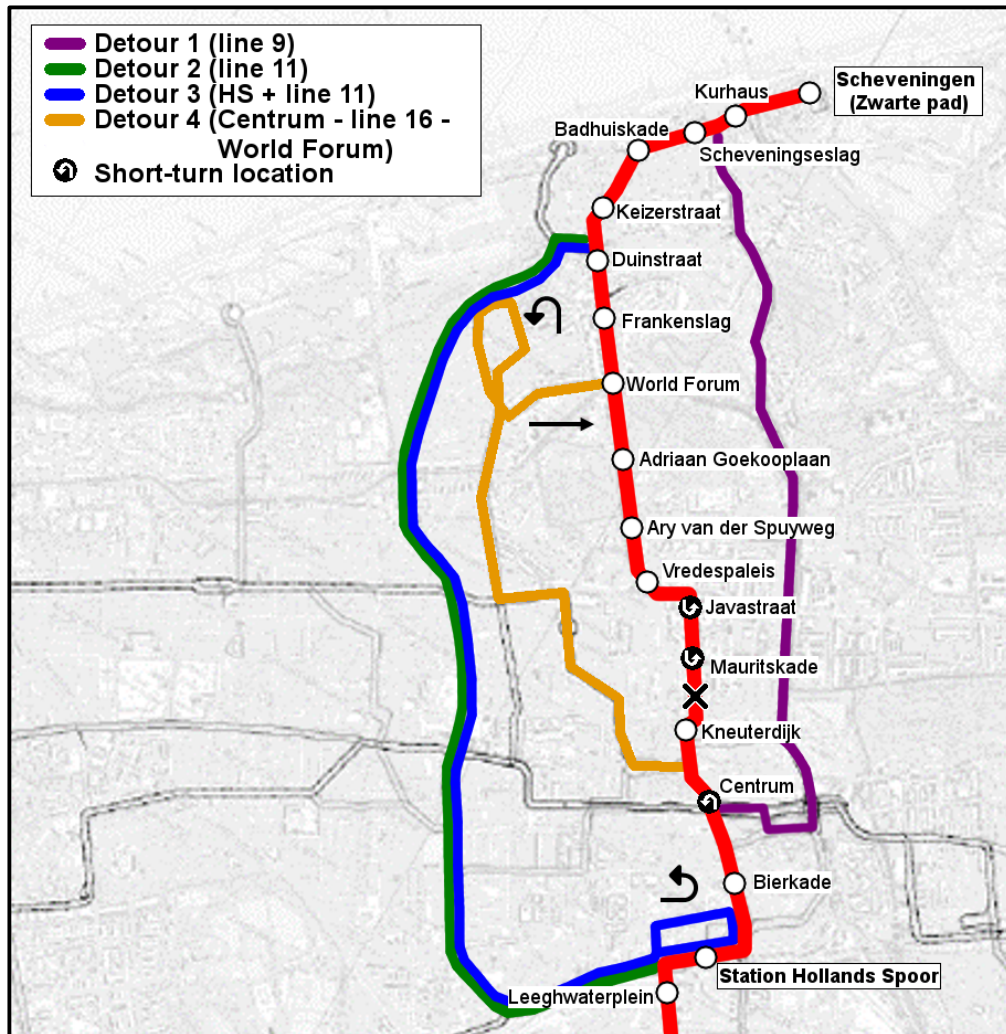 Detour 1 (line 9)
Detour 2 (line 11)
Detour 3 (HS + line 11)
Detour 4 (Centrum - line 16 -
World Forum)
Short-turn location
Kurhaus
Scheveningen
(Zwarte pad)
Badhuiskade
Scheveningseslag
Keizerstraat
Duinstraat
Frankenslag
World Forum
Adriaan Goekooplaan
Ary van der Spuyweg
Vredespaleis
Javastraat
Mauritskade
Kneuterdijk
Centrum
Bierkade
Station Hollands Spoor
Leeghwaterplein